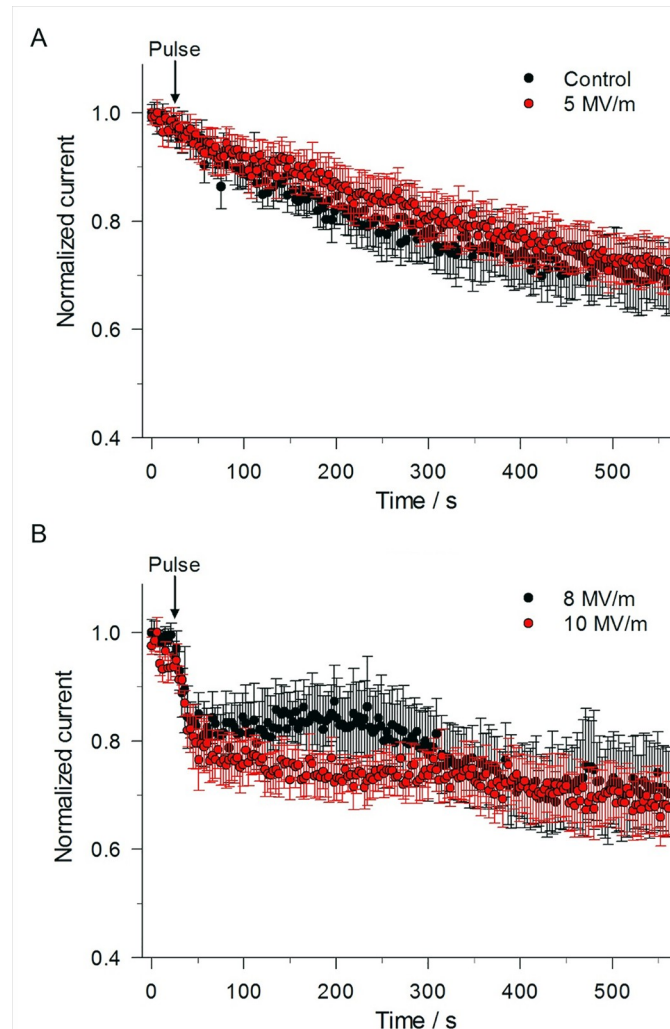 A
Pulse
Control
5 MV/m
1.0
0.8
0.6
0.4
Normalized current
0 100 200 300 400 500
Time / s
B
Pulse
8 MV/m
10 MV/m
1.0
0.8
0.6
0.4
Normalized current
0 100 200 300 400 500
Time / s